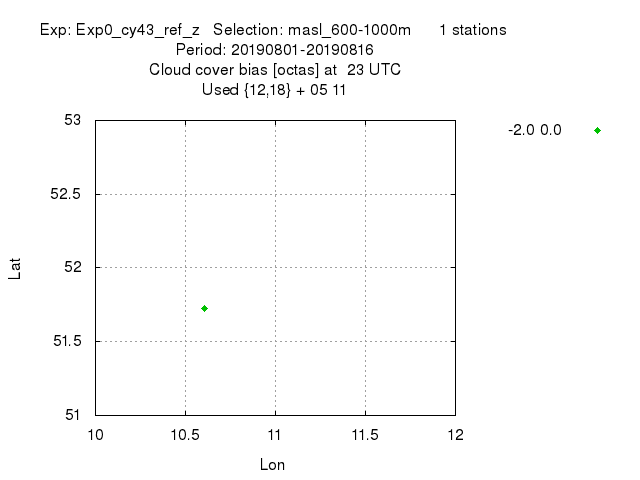 Exp: Exp0_cy43_ref_z Selection: masl_600-1000m 1 stations
Period: 20190801-20190816
Cloud cover bias [octas] at 23 UTC
Used {12,18} + 05 11
-2.0 0.0
53
52.5
52
51.5
51
Lat
10 10.5 11 11.5 12
Lon